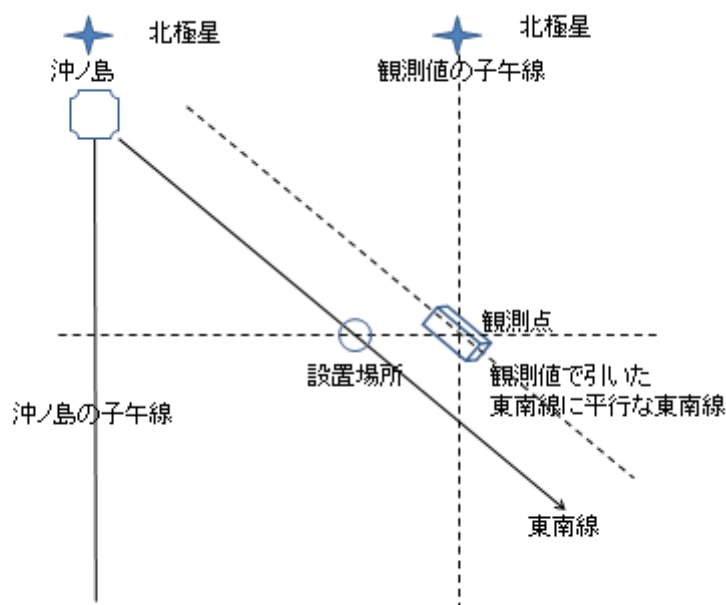 北極星
北極星
沖ノ島
観測値の子午線
観測点
設置場所
観測値で引いた
東南線に平行な東南線
沖ノ島の子午線
東南線